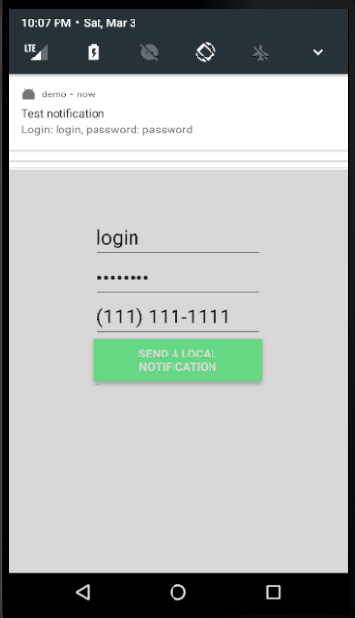 10:07 PM • Sat, Mar 3
LTE
demo • now
Test notification
Login: login, password: password
login
••••••••
(111) 111-1111
SEND A LOCAL
NOTIFICATION